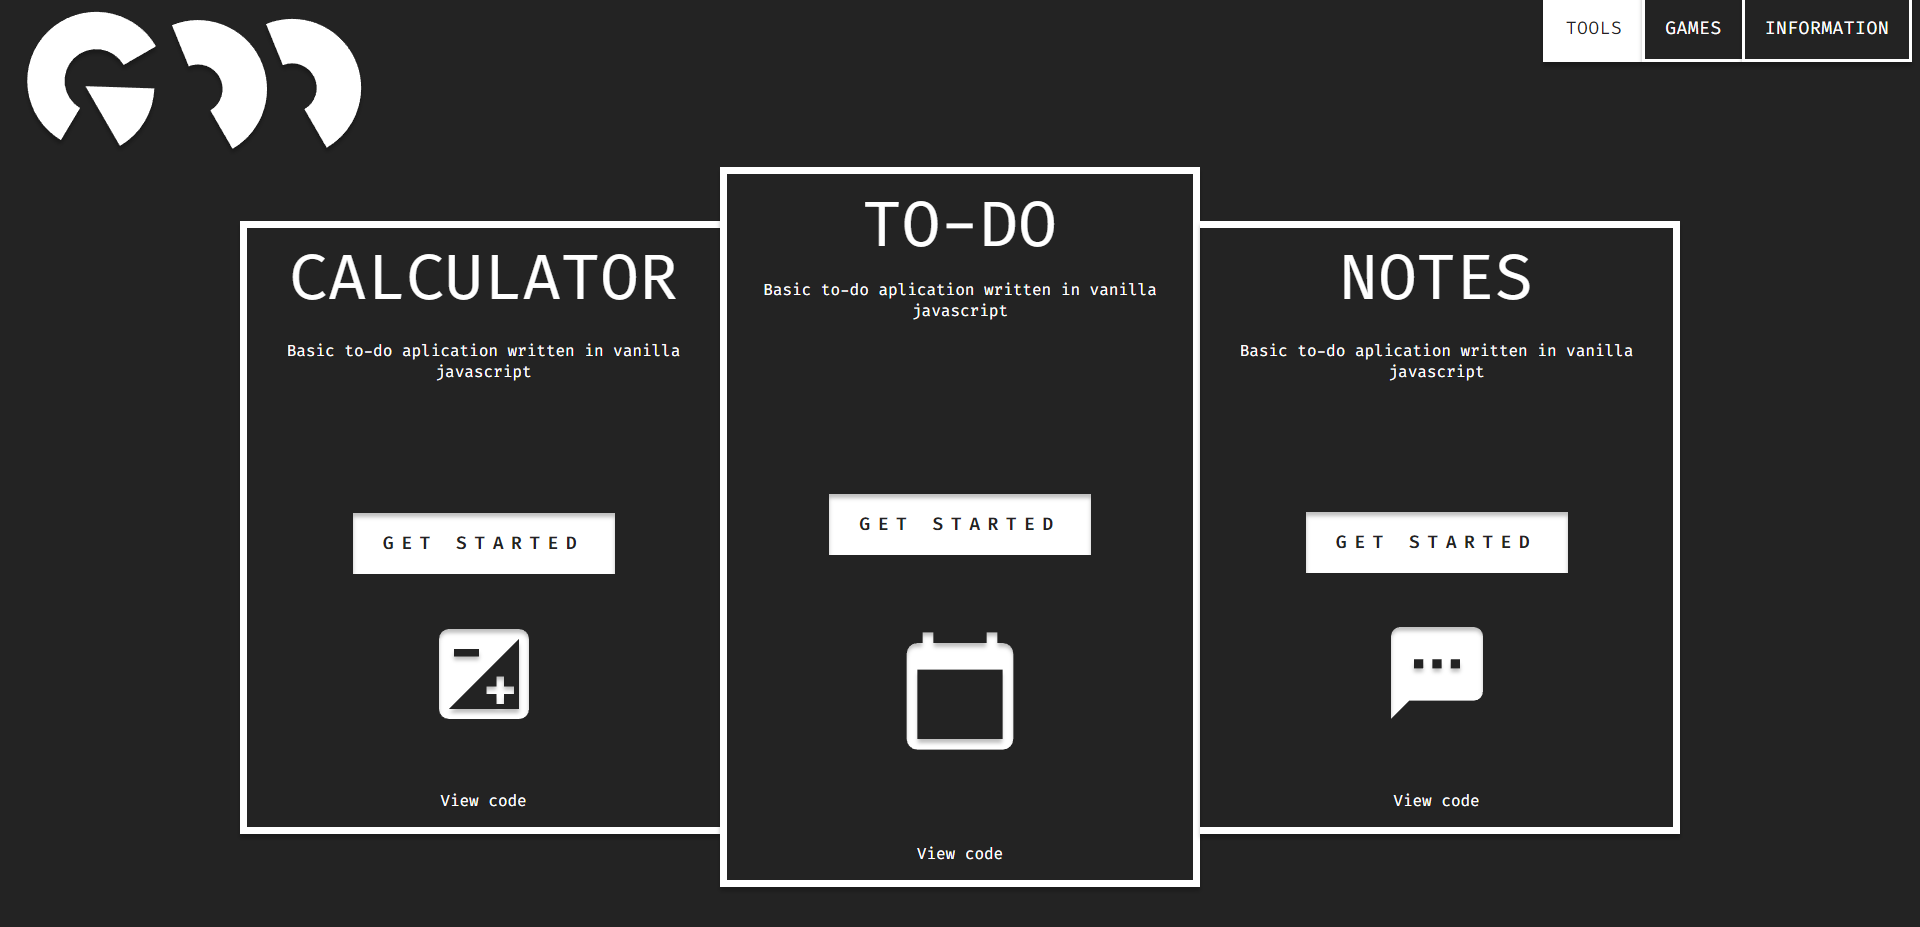 TOOLS
GAMES
INFORMATION
CALCULATOR
Basic to-do aplication written in vanilla
javascript
GET STARTED
View code
TO-DO
Basic to-do aplication written in vanilla
javascript
GET STARTED
View code
NOTES
Basic to-do aplication written in vanilla
javascript
GET STARTED
View code